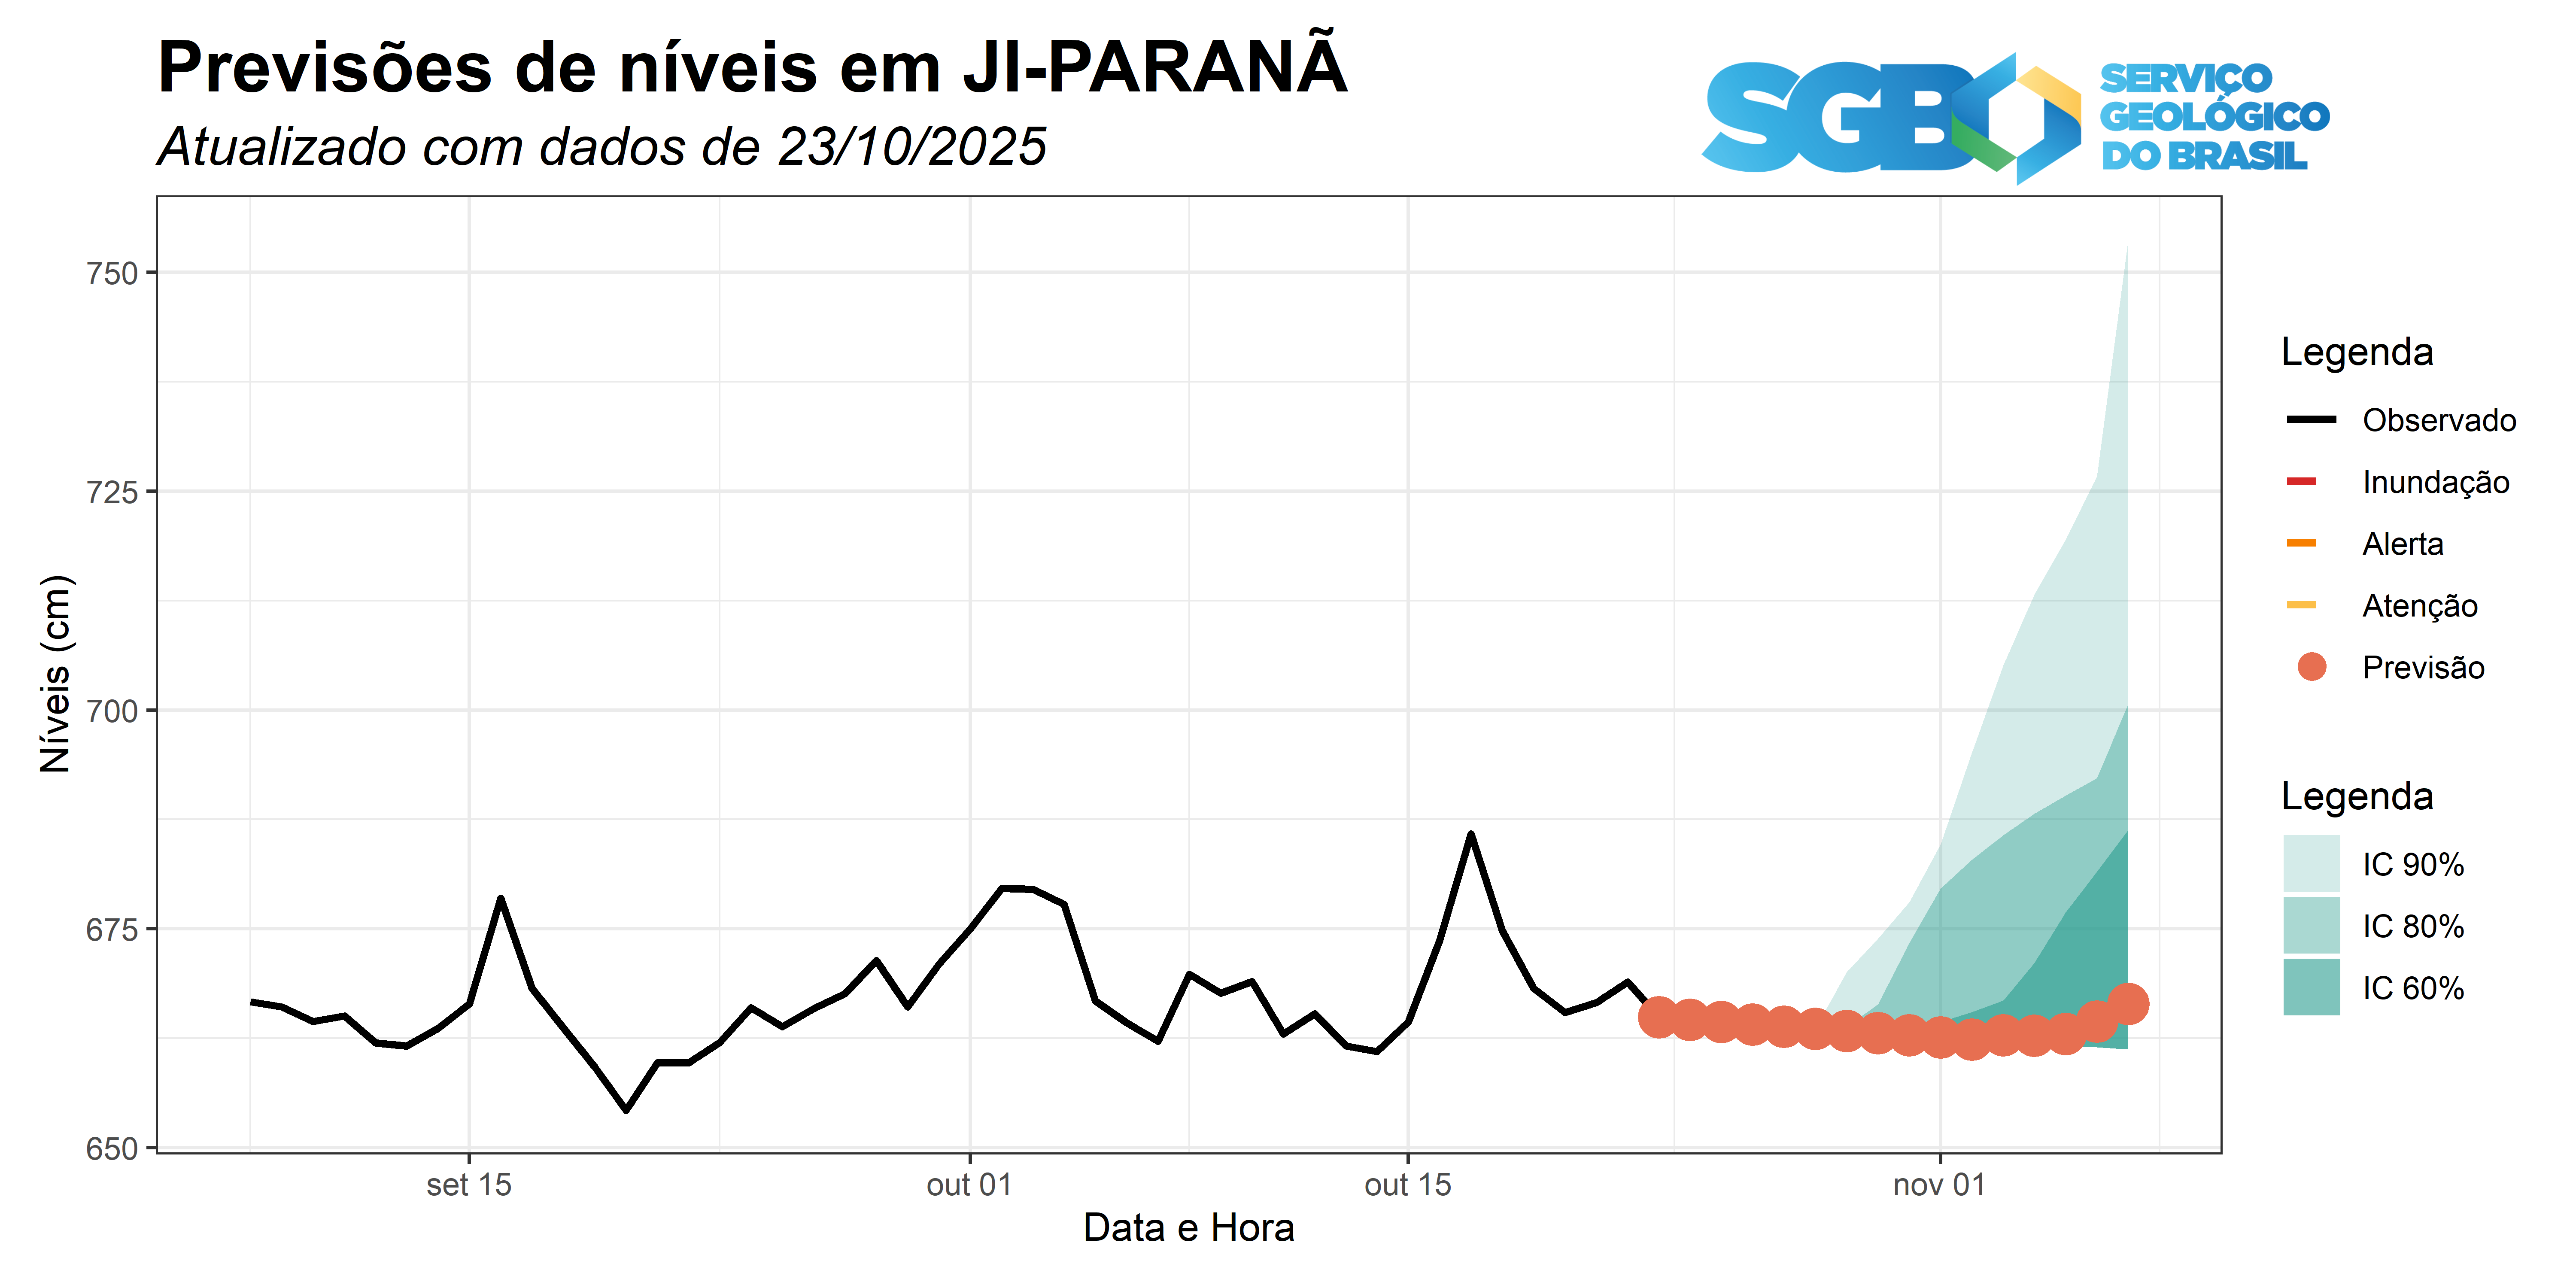 Previsões de níveis em JI-PARANÃ
Atualizado com dados de 23/10/2025
SGB
SERVIÇO
GEOLÓGICO
DO BRASIL
Níveis (cm)
750
725
700
675
650
set 15
out 01
out 15
nov 01
Data e Hora
Legenda
Observado
Inundação
Alerta
Atenção
Previsão
Legenda
IC 90%
IC 80%
IC 60%